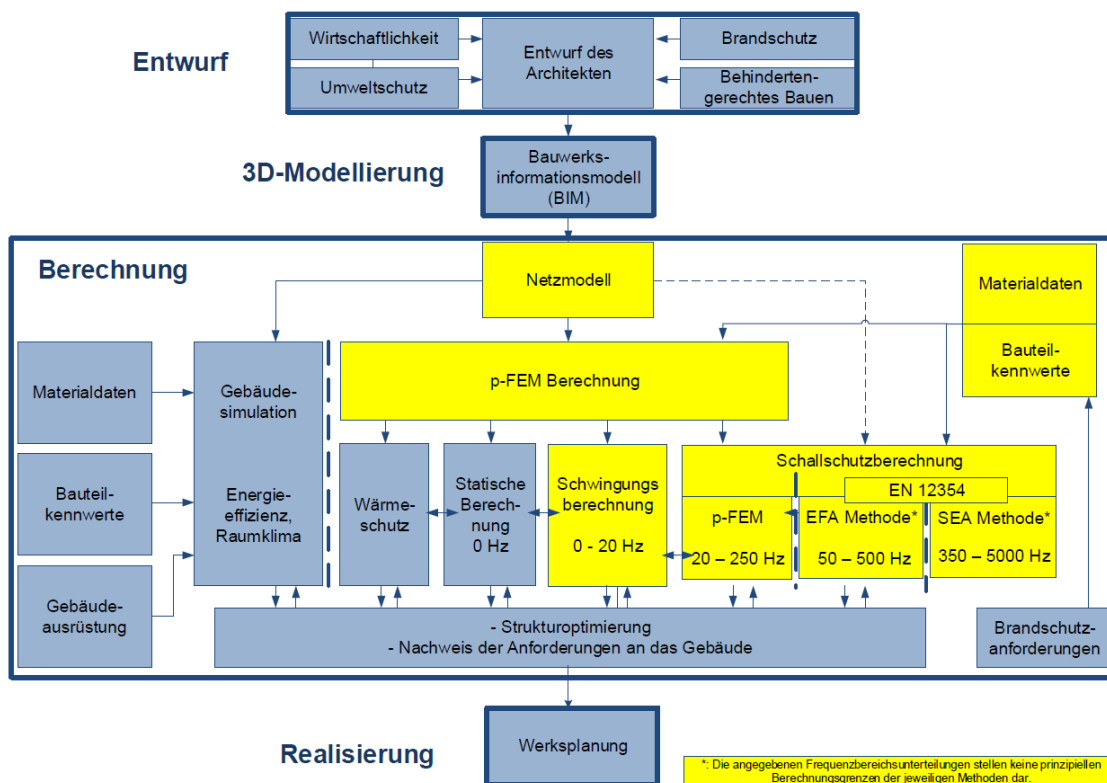 Entwurf
Wirtschaftlichkeit
Umweltschutz
Entwurf des
Architekten
Brandschutz
Behinderten-
gerechtes Bauen
3D-Modellierung
Bauwerks-
informationsmodell
(BIM)
Berechnung
Netzmodell
Materialdaten
Bauteil-
kennwerte
Materialdaten
Bauteil-
kennwerte
Gebäude-
ausrüstung
Gebäude-
simulation
Energie-
effizienz,
Raumklima
p-FEM Berechnung
Wärme-
schutz
Statische
Berech-
nung
0 Hz
Schwingungs
berechnung
0 - 20 Hz
Schallschutzberechnung
EN 12354
p-FEM
20 – 250 Hz
EFA Methode*
50 – 500 Hz
SEA Methode*
350 – 5000 Hz
- Strukturoptimierung
- Nachweis der Anforderungen an das Gebäude
Brandschutz-
anforderungen
Realisierung
Werksplanung
*: Die angegebenen Frequenzbereichsunterteilungen stellen keine prinzipiellen
Berechnungsgrenzen der jeweiligen Methoden dar.